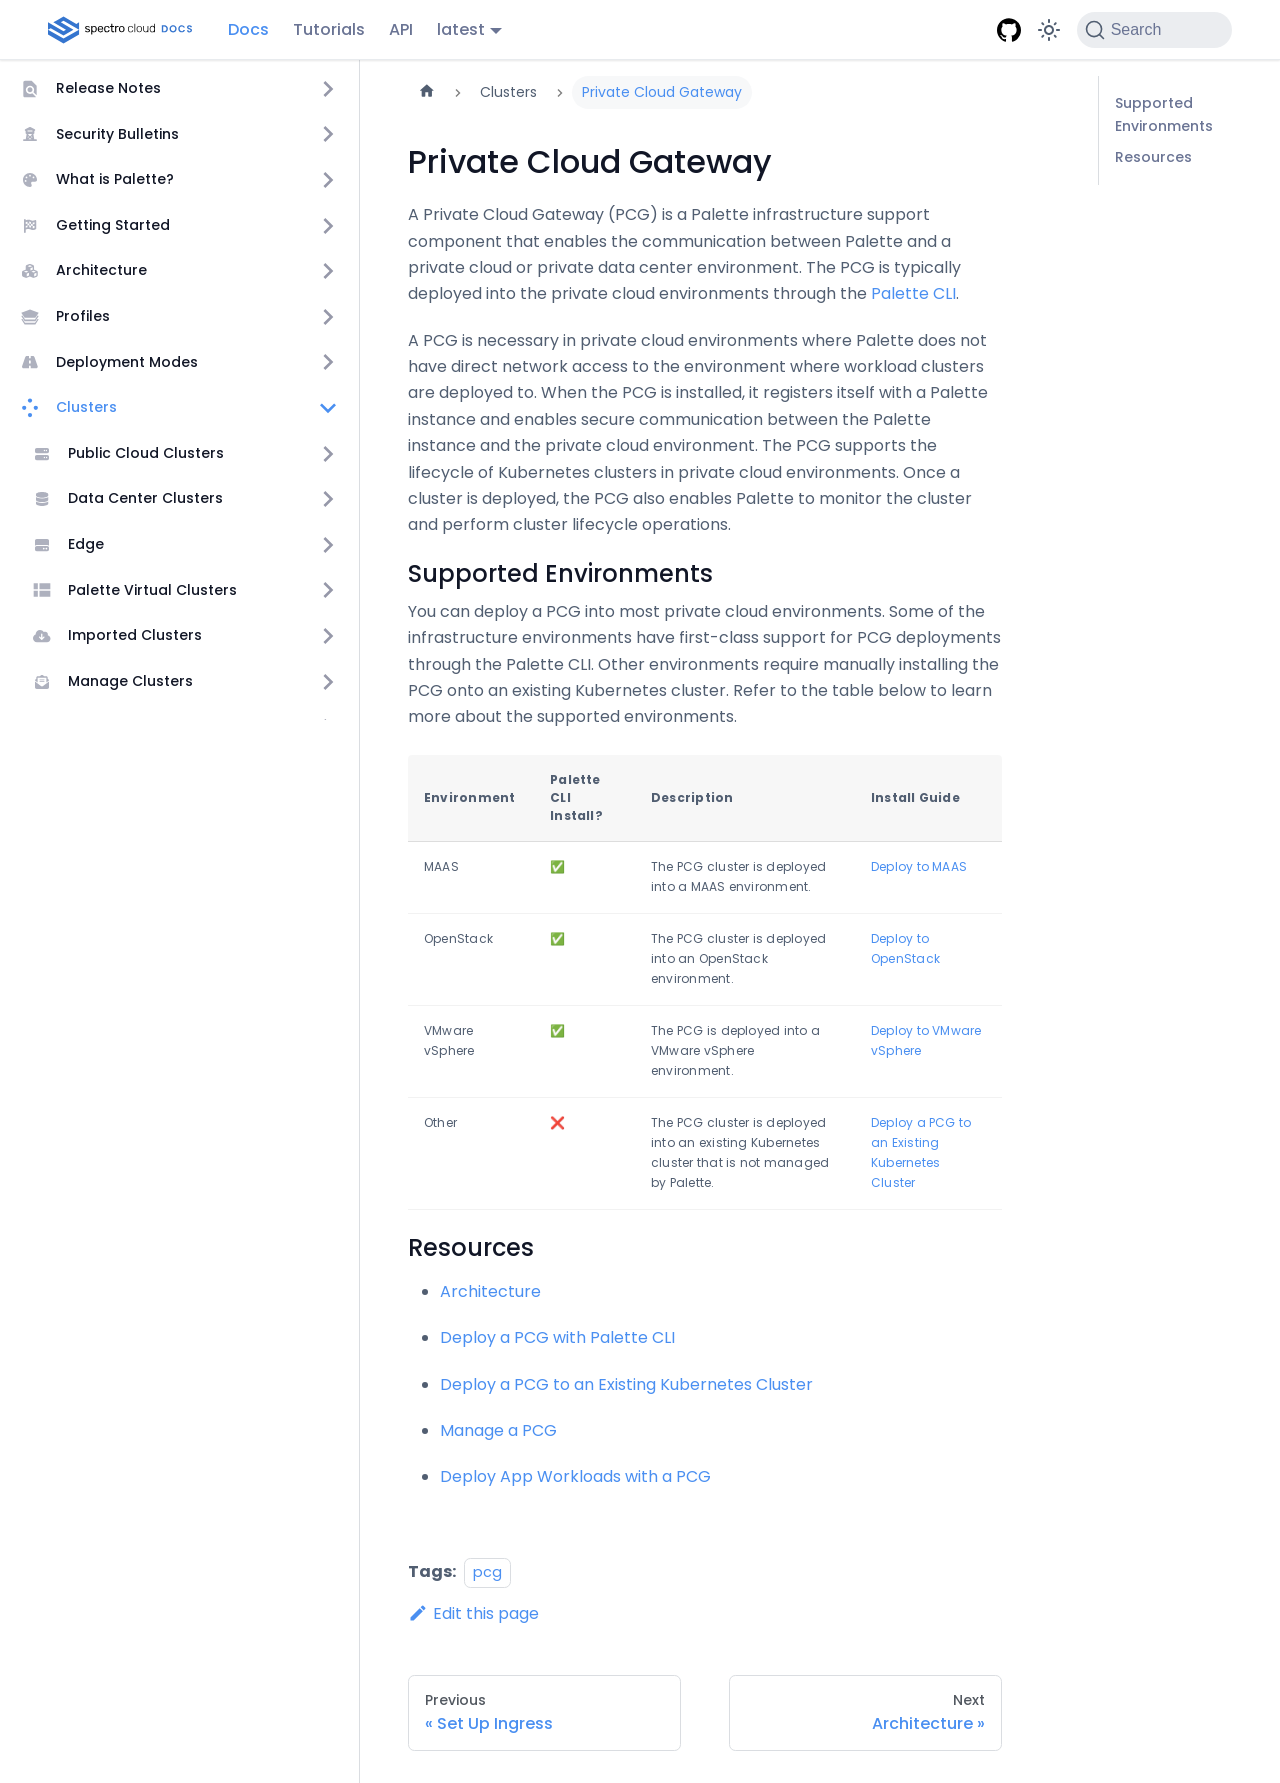 spectro cloud DOCS
Docs
Tutorials
API
latest
Search
Release Notes
Security Bulletins
What is Palette?
Getting Started
Architecture
Profiles
Deployment Modes
Clusters
Public Cloud Clusters
Data Center Clusters
Edge
Palette Virtual Clusters
Imported Clusters
Manage Clusters
Clusters
Private Cloud Gateway
Private Cloud Gateway
A Private Cloud Gateway (PCG) is a Palette infrastructure support
component that enables the communication between Palette and a
private cloud or private data center environment. The PCG is typically
deployed into the private cloud environments through the Palette CLI.
A PCG is necessary in private cloud environments where Palette does not
have direct network access to the environment where workload clusters
are deployed to. When the PCG is installed, it registers itself with a Palette
instance and enables secure communication between the Palette
instance and the private cloud environment. The PCG supports the
lifecycle of Kubernetes clusters in private cloud environments. Once a
cluster is deployed, the PCG also enables Palette to monitor the cluster
and perform cluster lifecycle operations.
Supported Environments
You can deploy a PCG into most private cloud environments. Some of the
infrastructure environments have first-class support for PCG deployments
through the Palette CLI. Other environments require manually installing the
PCG onto an existing Kubernetes cluster. Refer to the table below to learn
more about the supported environments.
Environment
Palette
CLI
Install?
Description
Install Guide
MAAS
✅
The PCG cluster is deployed
into a MAAS environment.
Deploy to MAAS
OpenStack
✅
The PCG cluster is deployed
into an OpenStack
environment.
Deploy to
OpenStack
VMware
vSphere
✅
The PCG is deployed into a
VMware vSphere
environment.
Deploy to VMware
vSphere
Other
❌
The PCG cluster is deployed
into an existing Kubernetes
cluster that is not managed
by Palette.
Deploy a PCG to
an Existing
Kubernetes
Cluster
Resources
• Architecture
• Deploy a PCG with Palette CLI
• Deploy a PCG to an Existing Kubernetes Cluster
• Manage a PCG
• Deploy App Workloads with a PCG
Tags: pcg
Edit this page
Previous
« Set Up Ingress
Next
Architecture »
Supported
Environments
Resources